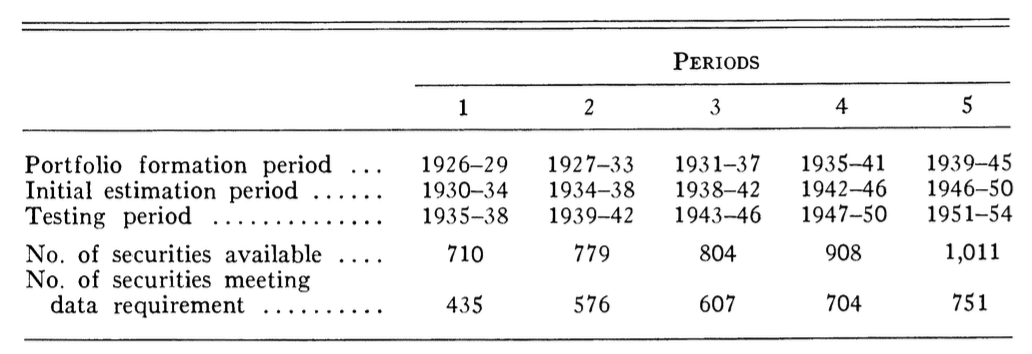 PERIODS
1 2 3 4 5
Portfolio formation period ... 1926–29 1927–33 1931–37 1935–41 1939–45
Initial estimation period ...... 1930–34 1934–38 1938–42 1942–46 1946–50
Testing period ............... 1935–38 1939–42 1943–46 1947–50 1951–54
No. of securities available .... 710 779 804 908 1,011
No. of securities meeting
data requirement .......... 435 576 607 704 751